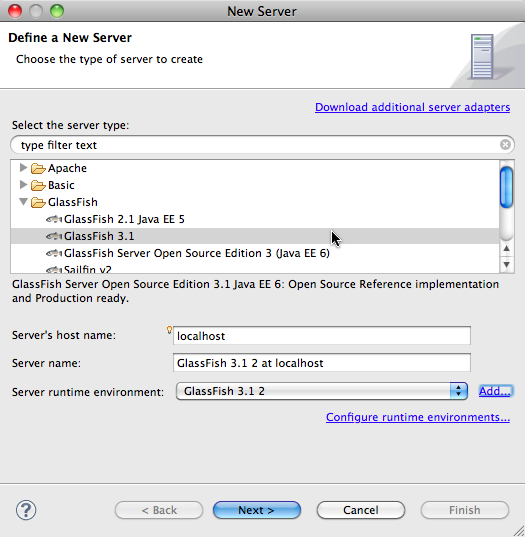 New Server
Define a New Server
Choose the type of server to create
Download additional server adapters
Select the server type:
type filter text
Apache
Basic
GlassFish
GlassFish 2.1 Java EE 5
GlassFish 3.1
GlassFish Server Open Source Edition 3 (Java EE 6)
Sailfin v2
GlassFish Server Open Source Edition 3.1 Java EE 6: Open Source Reference implementation
and Production ready.
Server's host name: localhost
Server name: GlassFish 3.1 2 at localhost
Server runtime environment: GlassFish 3.1 2 Add...
Configure runtime environments...
? < Back Next > Cancel Finish